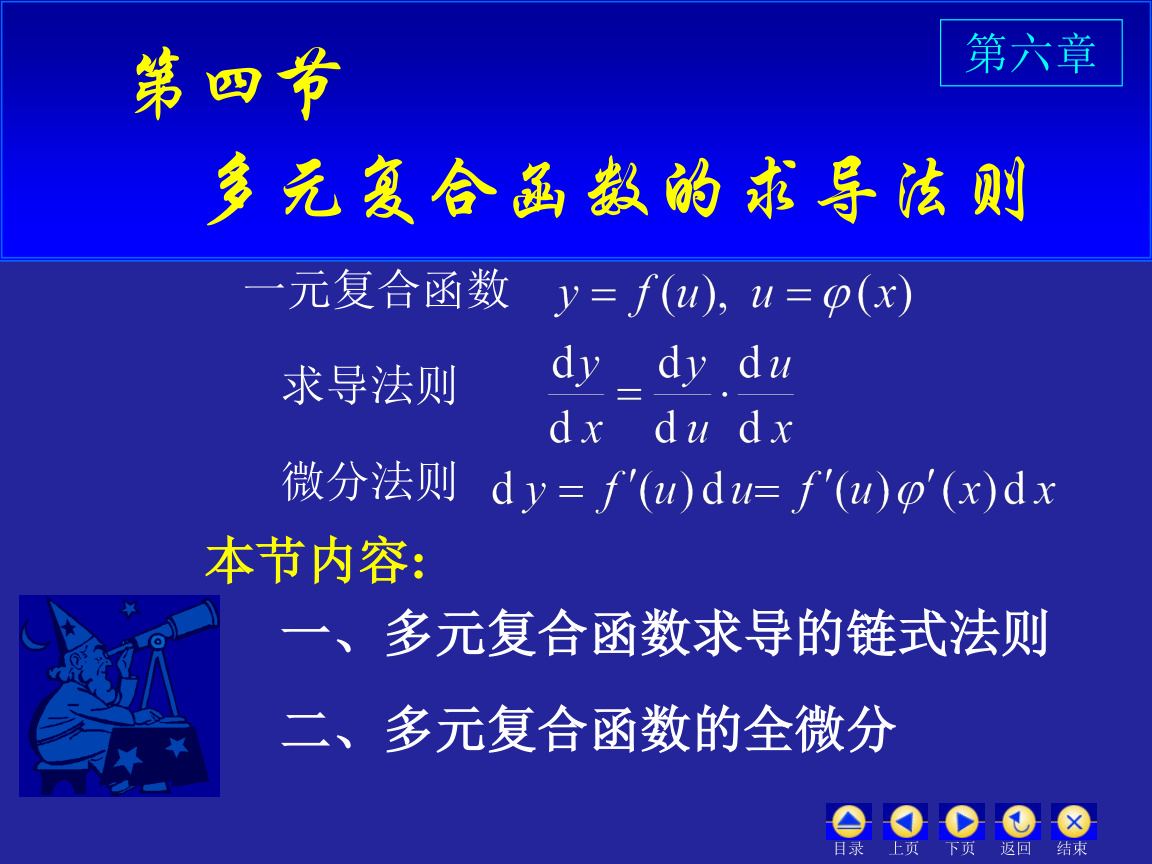 第六章
第四节
多元复合函数的求导法则
一元复合函数 y = f (u), u = φ (x)
求导法则 dy/dx = dy/du · du/dx
微分法则 dy = f ′(u)du= f ′(u)φ′(x)dx
本节内容:
一、多元复合函数求导的链式法则
二、多元复合函数的全微分
目录 上页 下页 返回 结束